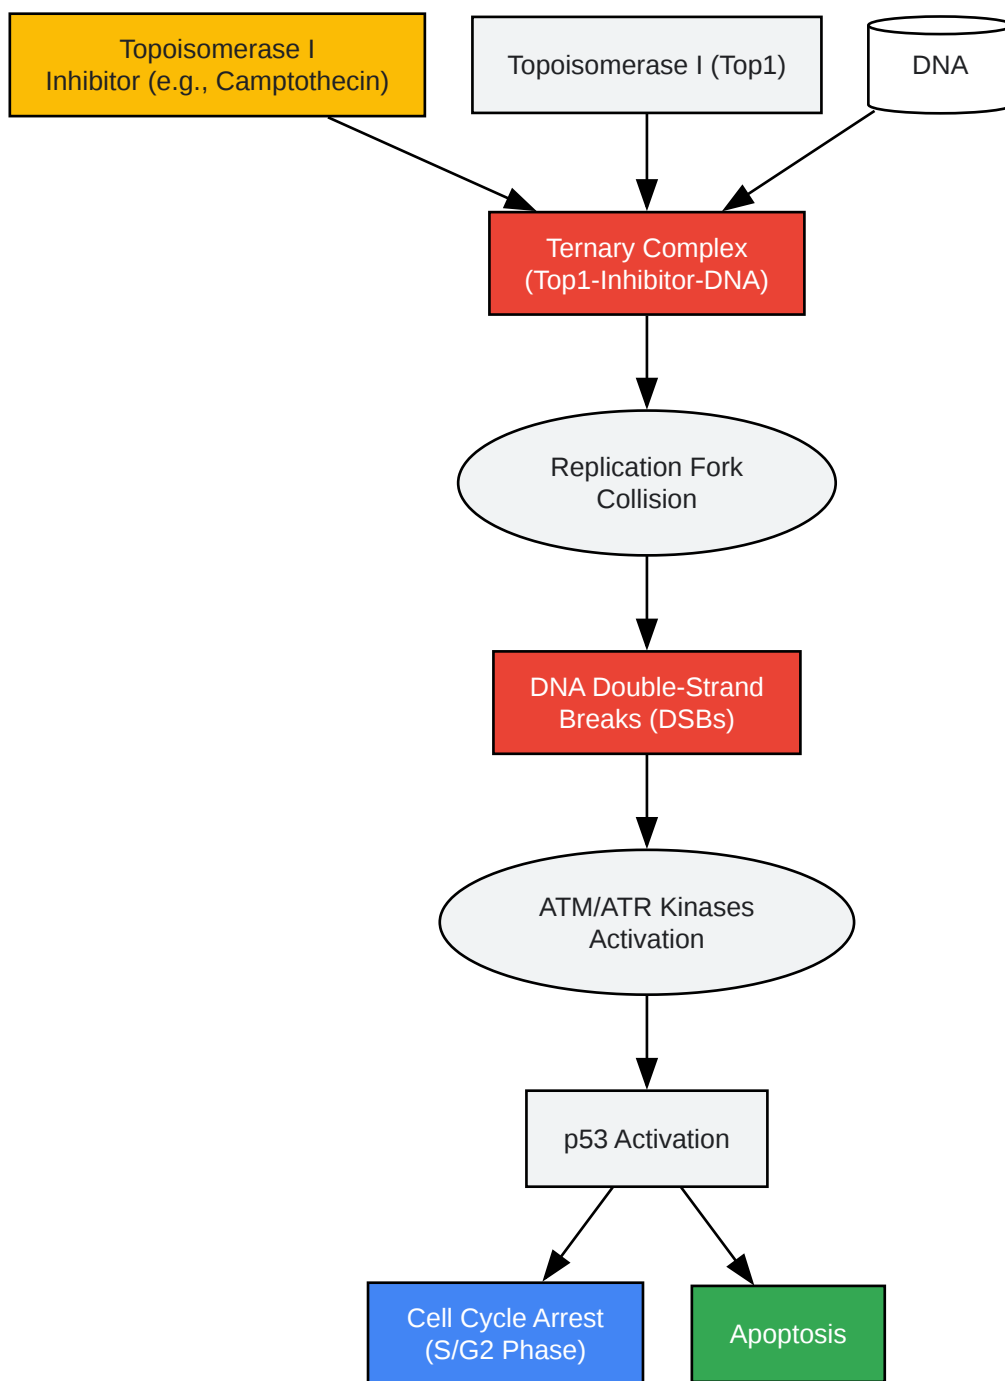 Topoisomerase I
Inhibitor (e.g., Camptothecin)
Topoisomerase I (Top1)
DNA
Ternary Complex
(Top1-Inhibitor-DNA)
Replication Fork
Collision
DNA Double-Strand
Breaks (DSBs)
ATM/ATR Kinases
Activation
p53 Activation
Cell Cycle Arrest
(S/G2 Phase)
Apoptosis